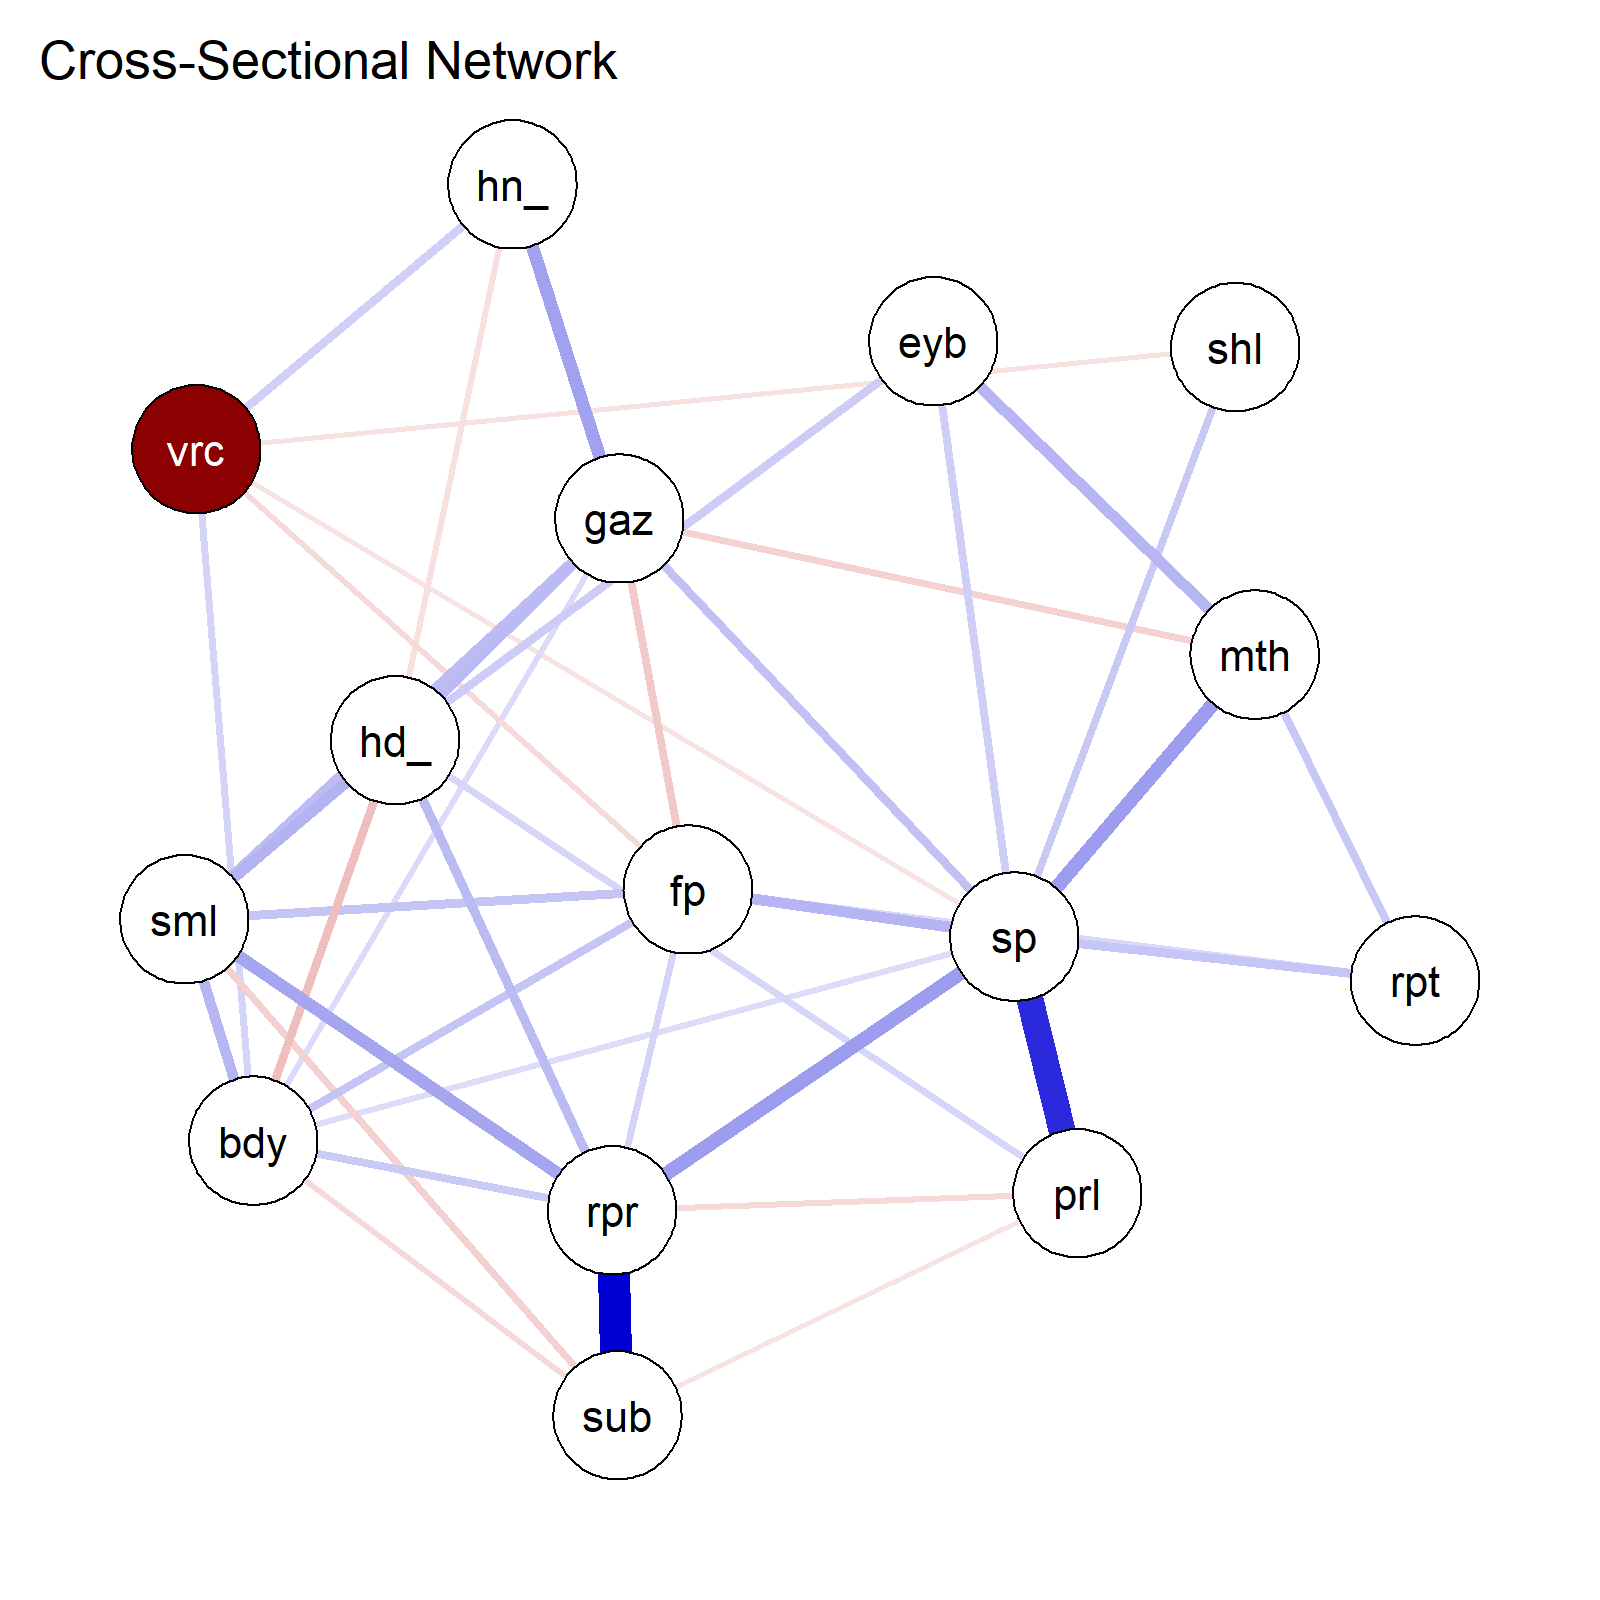 Cross-Sectional Network
hn_
eyb
shl
vrc
gaz
mth
hd_
fp
sml
sp
rpt
bdy
prl
rpr
sub